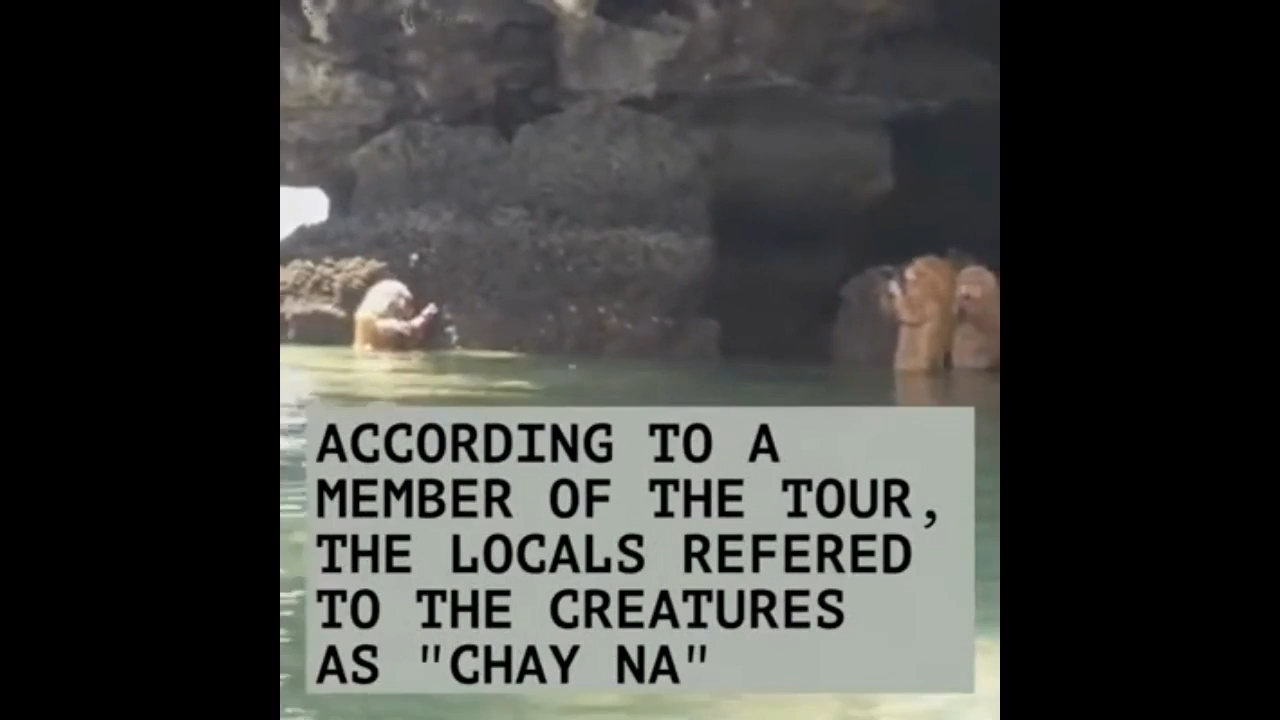 ACCORDING TO A
MEMBER OF THE TOUR,
THE LOCALS REFERED
TO THE CREATURES
AS "CHAY NA"